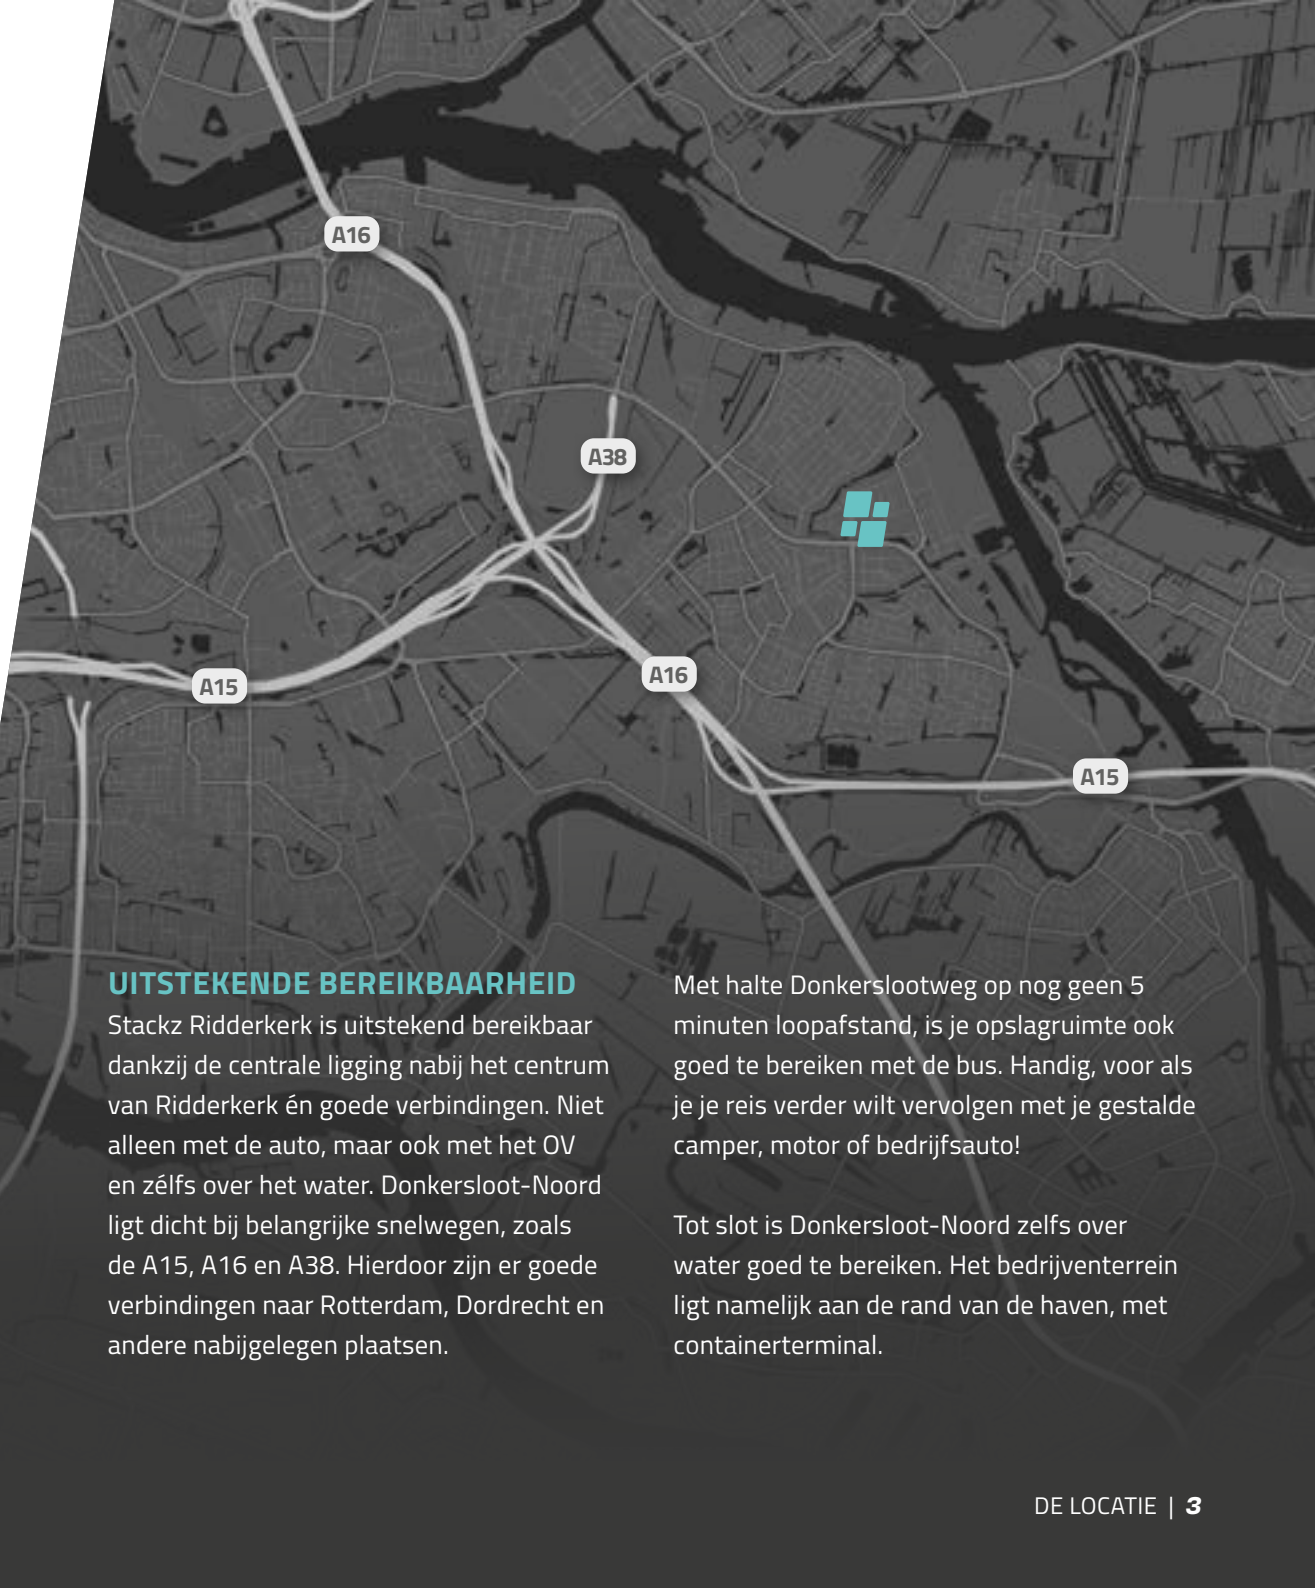 A16
A38
A15
A16
A15
UITSTEKENDE BEREIKBAARHEID
Stackz Ridderkerk is uitstekend bereikbaar
dankzij de centrale ligging nabij het centrum
van Ridderkerk én goede verbindingen. Niet
alleen met de auto, maar ook met het OV
en zélfs over het water. Donkersloot-Noord
ligt dicht bij belangrijke snelwegen, zoals
de A15, A16 en A38. Hierdoor zijn er goede
verbindingen naar Rotterdam, Dordrecht en
andere nabijgelegen plaatsen.
Met halte Donkerslootweg op nog geen 5
minuten loopafstand, is je opslagruimte ook
goed te bereiken met de bus. Handig, voor als
je je reis verder wilt vervolgen met je gestalde
camper, motor of bedrijfsauto!
Tot slot is Donkersloot-Noord zelfs over
water goed te bereiken. Het bedrijventerrein
ligt namelijk aan de rand van de haven, met
containerterminal.
DE LOCATIE | 3